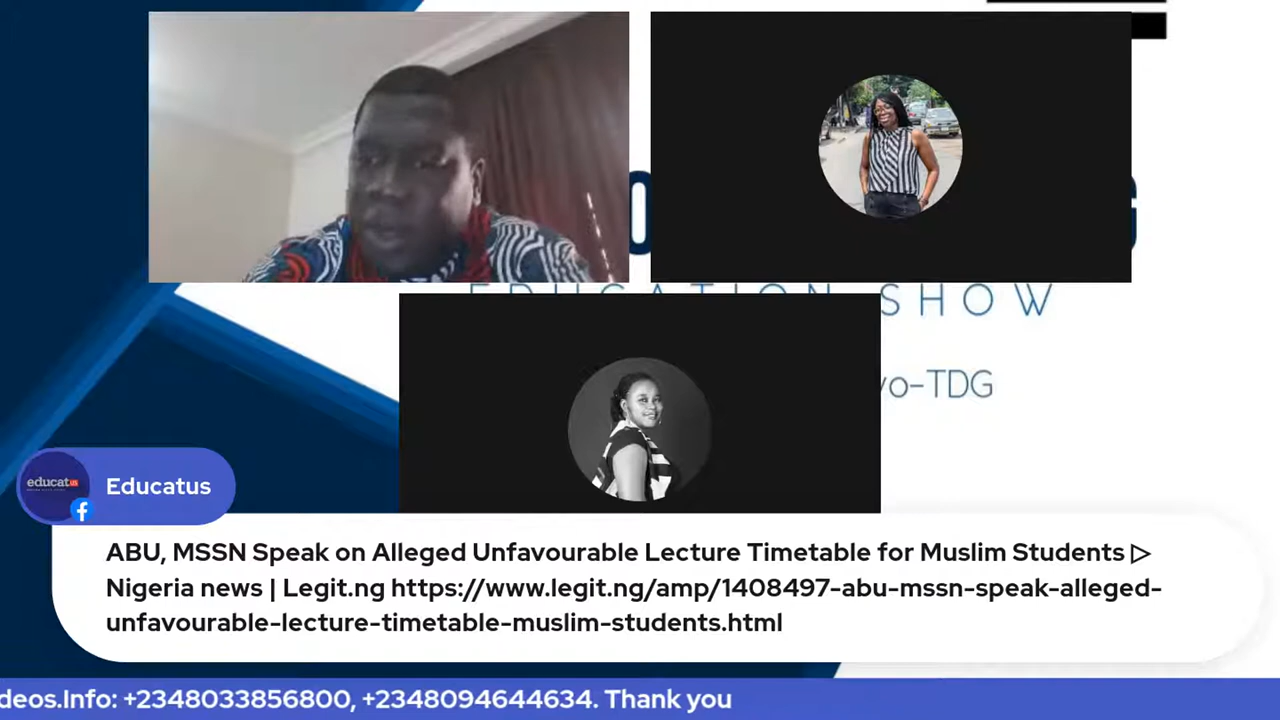 EDUCATION SHOW
vo-TDG
educatus
Educatus
ABU, MSSN Speak on Alleged Unfavourable Lecture Timetable for Muslim Students ▷
Nigeria news | Legit.ng https://www.legit.ng/amp/1408497-abu-mssn-speak-alleged-
unfavourable-lecture-timetable-muslim-students.html
deos.Info: +2348033856800, +2348094644634. Thank you